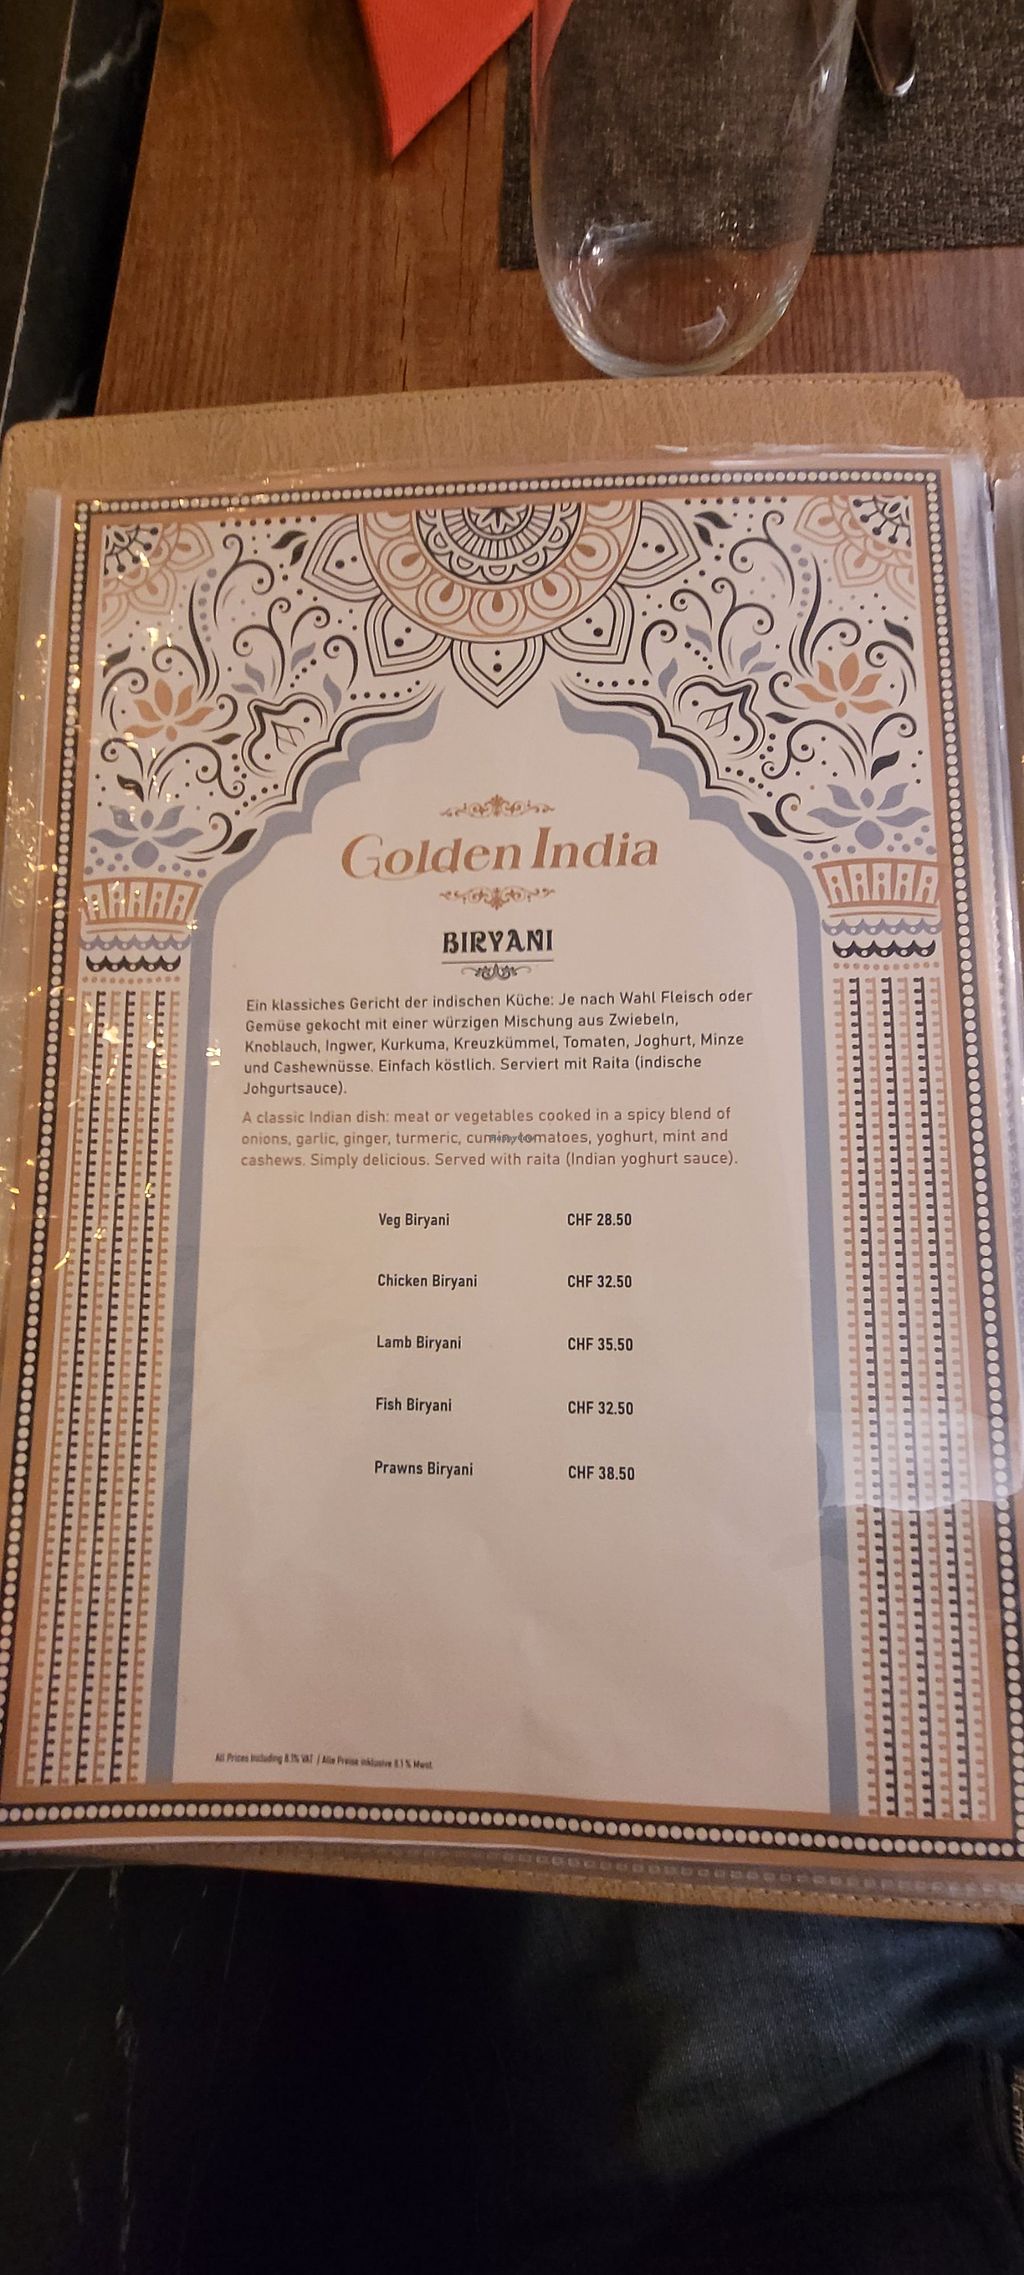 Golden India
BIRYANI
Ein klassiches Gericht der indischen Küche: Je nach Wahl Fleisch oder
Gemüse gekocht mit einer würzigen Mischung aus Zwiebeln,
Knoblauch, Ingwer, Kurkuma, Kreuzkümmel, Tomaten, Joghurt, Minze
und Cashewnüsse. Einfach köstlich. Serviert mit Raita (indische
Johgurtsauce).
A classic Indian dish: meat or vegetables cooked in a spicy blend of
onions, garlic, ginger, turmeric, cumin, tomatoes, yoghurt, mint and
cashews. Simply delicious. Served with raita (Indian yoghurt sauce).
Veg Biryani CHF 28.50
Chicken Biryani CHF 32.50
Lamb Biryani CHF 35.50
Fish Biryani CHF 32.50
Prawns Biryani CHF 38.50
All Prices Including 8.1% VAT / Alle Preise inklusive 8.1 % Mwst.